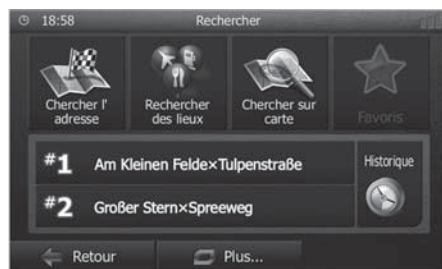 18:58 Rechercher
Chercher l'
adresse
Rechercher
des lieux
Chercher sur
carte
Favoris
#1 Am Kleinen Felde×Tulpenstraße
#2 Großer Stern×Spreeweg
Historique
Retour
Plus...